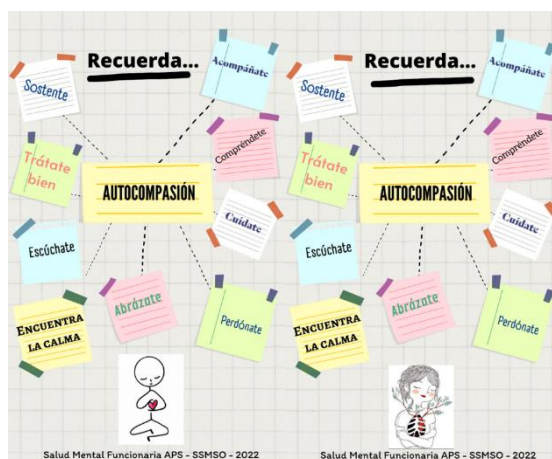 Recuerda...
Acompáñate
Sostente
Compréndete
Trátate
bien
AUTOCOMPASIÓN
Cuídate
Escúchate
Abrázate
Perdónate
ENCUENTRA
LA CALMA
Salud Mental Funcionaria APS - SSMSO - 2022
Recuerda...
Acompáñate
Sostente
Compréndete
Trátate
bien
AUTOCOMPASIÓN
Cuídate
Escúchate
Abrázate
Perdónate
ENCUENTRA
LA CALMA
Salud Mental Funcionaria APS - SSMSO - 2022